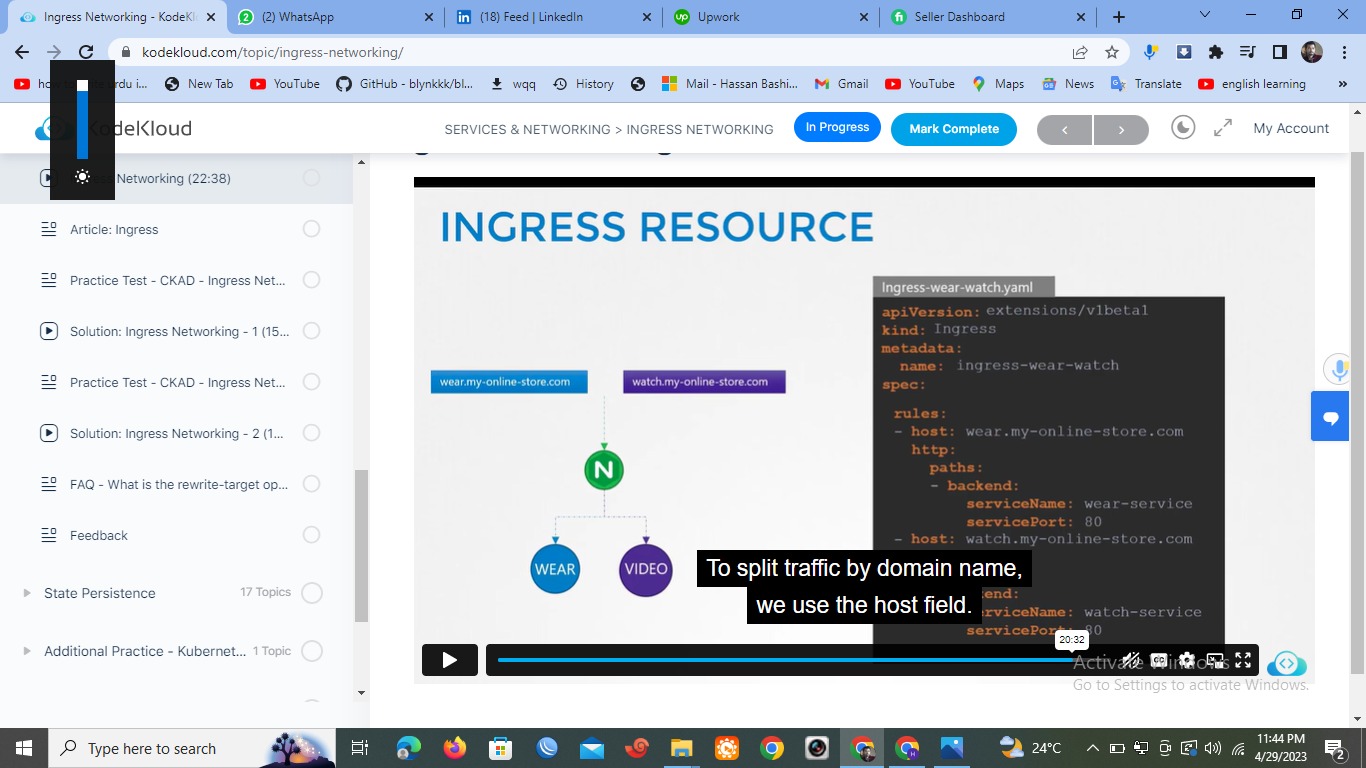 Ingress Networking - KodeKl
(2) WhatsApp
(18) Feed | LinkedIn
Upwork
Seller Dashboard
kodekloud.com/topic/ingress-networking/
urdu i...
New Tab
YouTube
GitHub - blynkkk/bl...
wqq
History
Mail - Hassan Bashi...
Gmail
YouTube
Maps
News
Translate
english learning
KodeKloud
SERVICES & NETWORKING > INGRESS NETWORKING
In Progress
Mark Complete
My Account
Networking (22:38)
Article: Ingress
Practice Test - CKAD - Ingress Net...
Solution: Ingress Networking - 1 (15...
Practice Test - CKAD - Ingress Net...
Solution: Ingress Networking - 2 (1...
FAQ - What is the rewrite-target op...
Feedback
State Persistence
17 Topics
Additional Practice - Kubernet...
1 Topic
INGRESS RESOURCE
wear.my-online-store.com
watch.my-online-store.com
N
WEAR
VIDEO
Ingress-wear-watch.yaml
apiVersion: extensions/v1beta1
kind: Ingress
metadata:
name: ingress-wear-watch
spec:
rules:
- host: wear.my-online-store.com
http:
paths:
- backend:
serviceName: wear-service
servicePort: 80
- host: watch.my-online-store.com
To split traffic by domain name,
we use the host field.
kend:
erviceName: watch-service
servicePort: 80
20:32
CC
Activate Windows
Go to Settings to activate Windows.
Type here to search
24°C
11:44 PM
4/29/2023
2